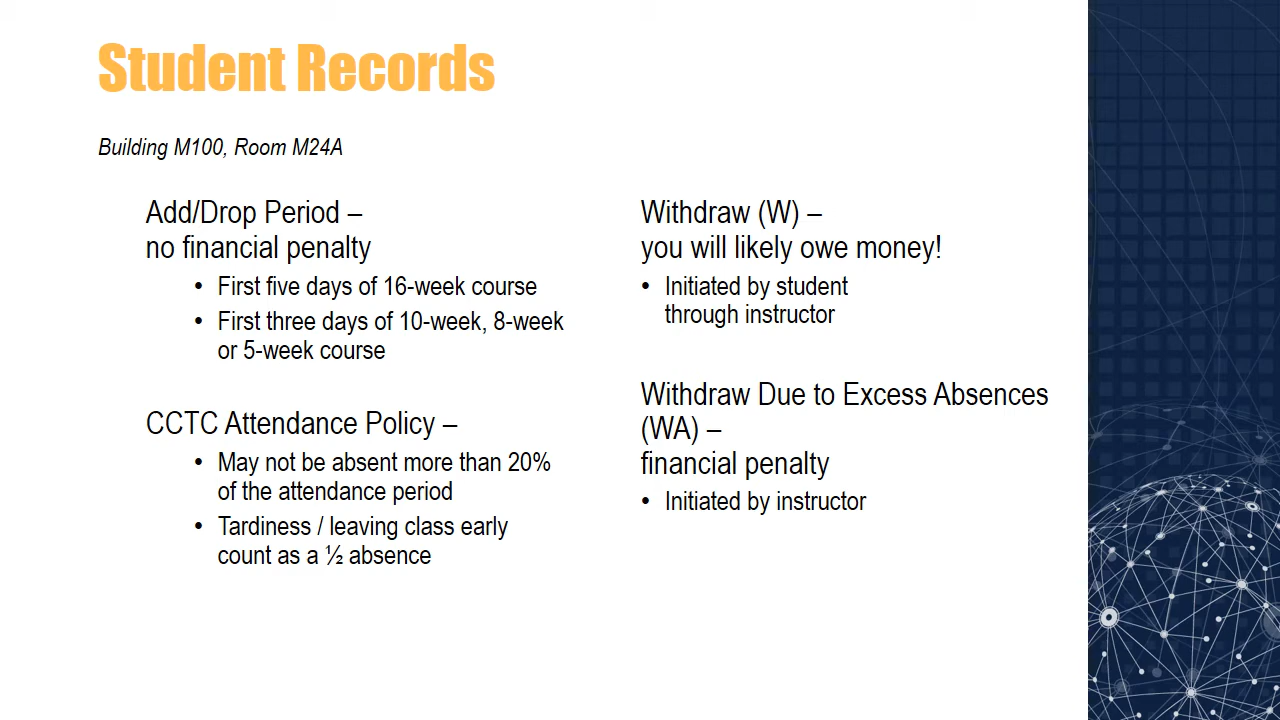 Student Records
Building M100, Room M24A
Add/Drop Period –
no financial penalty
• First five days of 16-week course
• First three days of 10-week, 8-week
or 5-week course
CCTC Attendance Policy –
• May not be absent more than 20%
of the attendance period
• Tardiness / leaving class early
count as a ½ absence
Withdraw (W) –
you will likely owe money!
• Initiated by student
through instructor
Withdraw Due to Excess Absences
(WA) –
financial penalty
• Initiated by instructor